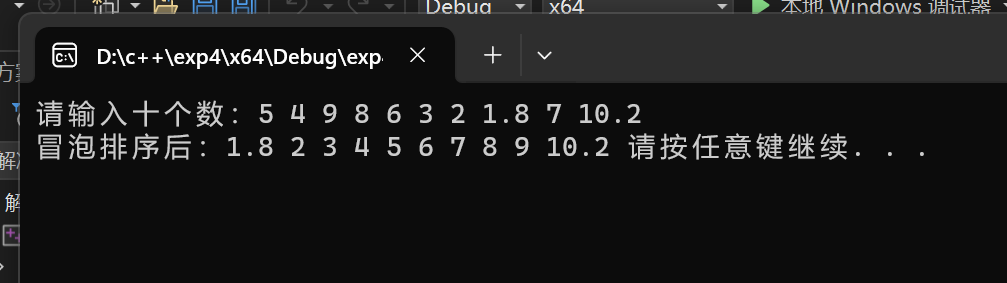 Debug x64 本地 Windows 调试器
D:\c++\exp4\x64\Debug\exp
请输入十个数：5 4 9 8 6 3 2 1.8 7 10.2
冒泡排序后：1.8 2 3 4 5 6 7 8 9 10.2 请按任意键继续. . .
解